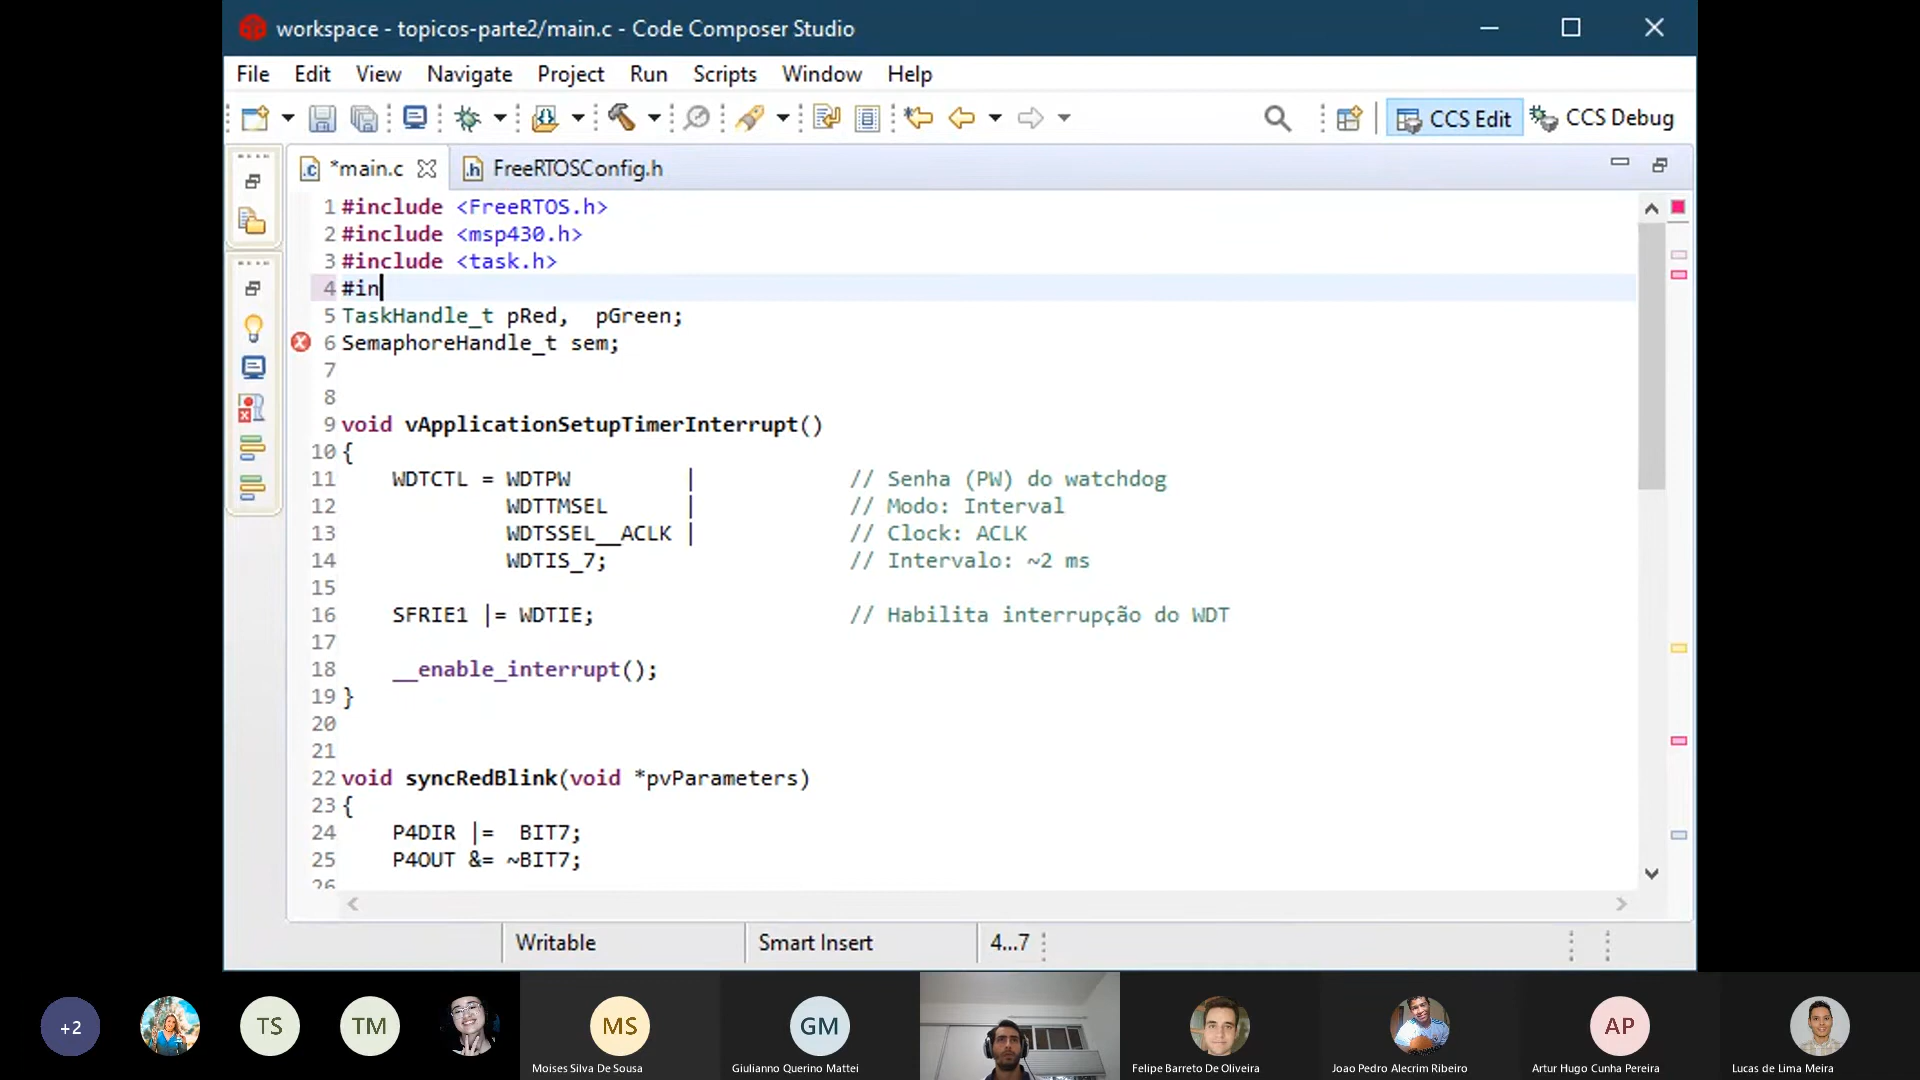 workspace - topicos-parte2/main.c - Code Composer Studio
File Edit View Navigate Project Run Scripts Window Help
CCS Edit CCS Debug
*main.c FreeRTOSConfig.h
1 #include <FreeRTOS.h>
2 #include <msp430.h>
3 #include <task.h>
4 #in
5 TaskHandle_t pRed, pGreen;
6 SemaphoreHandle_t sem;
7
8
9 void vApplicationSetupTimerInterrupt()
10 {
11 WDTCTL = WDTPW | // Senha (PW) do watchdog
12 WDTTMSEL | // Modo: Interval
13 WDTSSEL__ACLK | // Clock: ACLK
14 WDTIS_7; // Intervalo: ~2 ms
15
16 SFRIE1 |= WDTIE; // Habilita interrupção do WDT
17
18 __enable_interrupt();
19 }
20
21
22 void syncRedBlink(void *pvParameters)
23 {
24 P4DIR |= BIT7;
25 P4OUT &= ~BIT7;
26
Writable Smart Insert 4...7
+2 TS TM MS GM AP
Moises Silva De Sousa Giulianno Querino Mattei Felipe Barreto De Oliveira Joao Pedro Alecrim Ribeiro Artur Hugo Cunha Pereira Lucas de Lima Meira